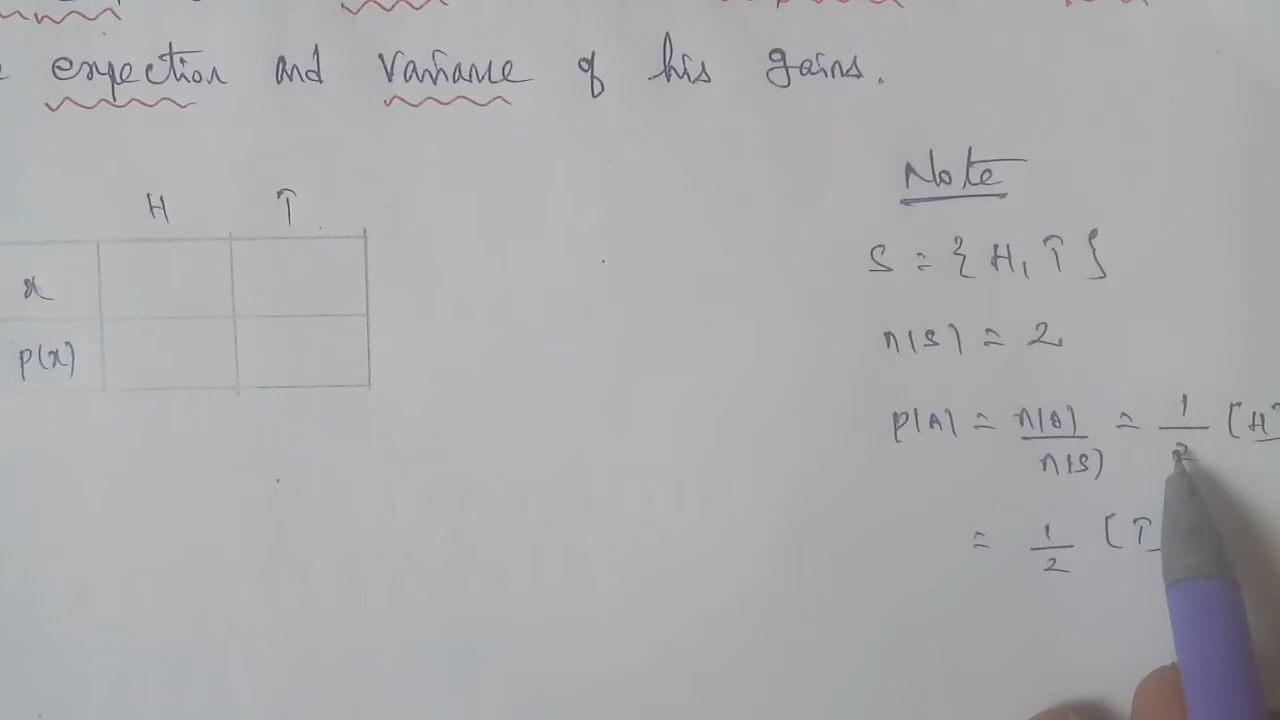 expection and variance of his gains.
H T
x
p(x)
Note
S = { H, T }
n(S) = 2
P(A) = n(A)/n(S) = 1/2 [H]
= 1/2 [T